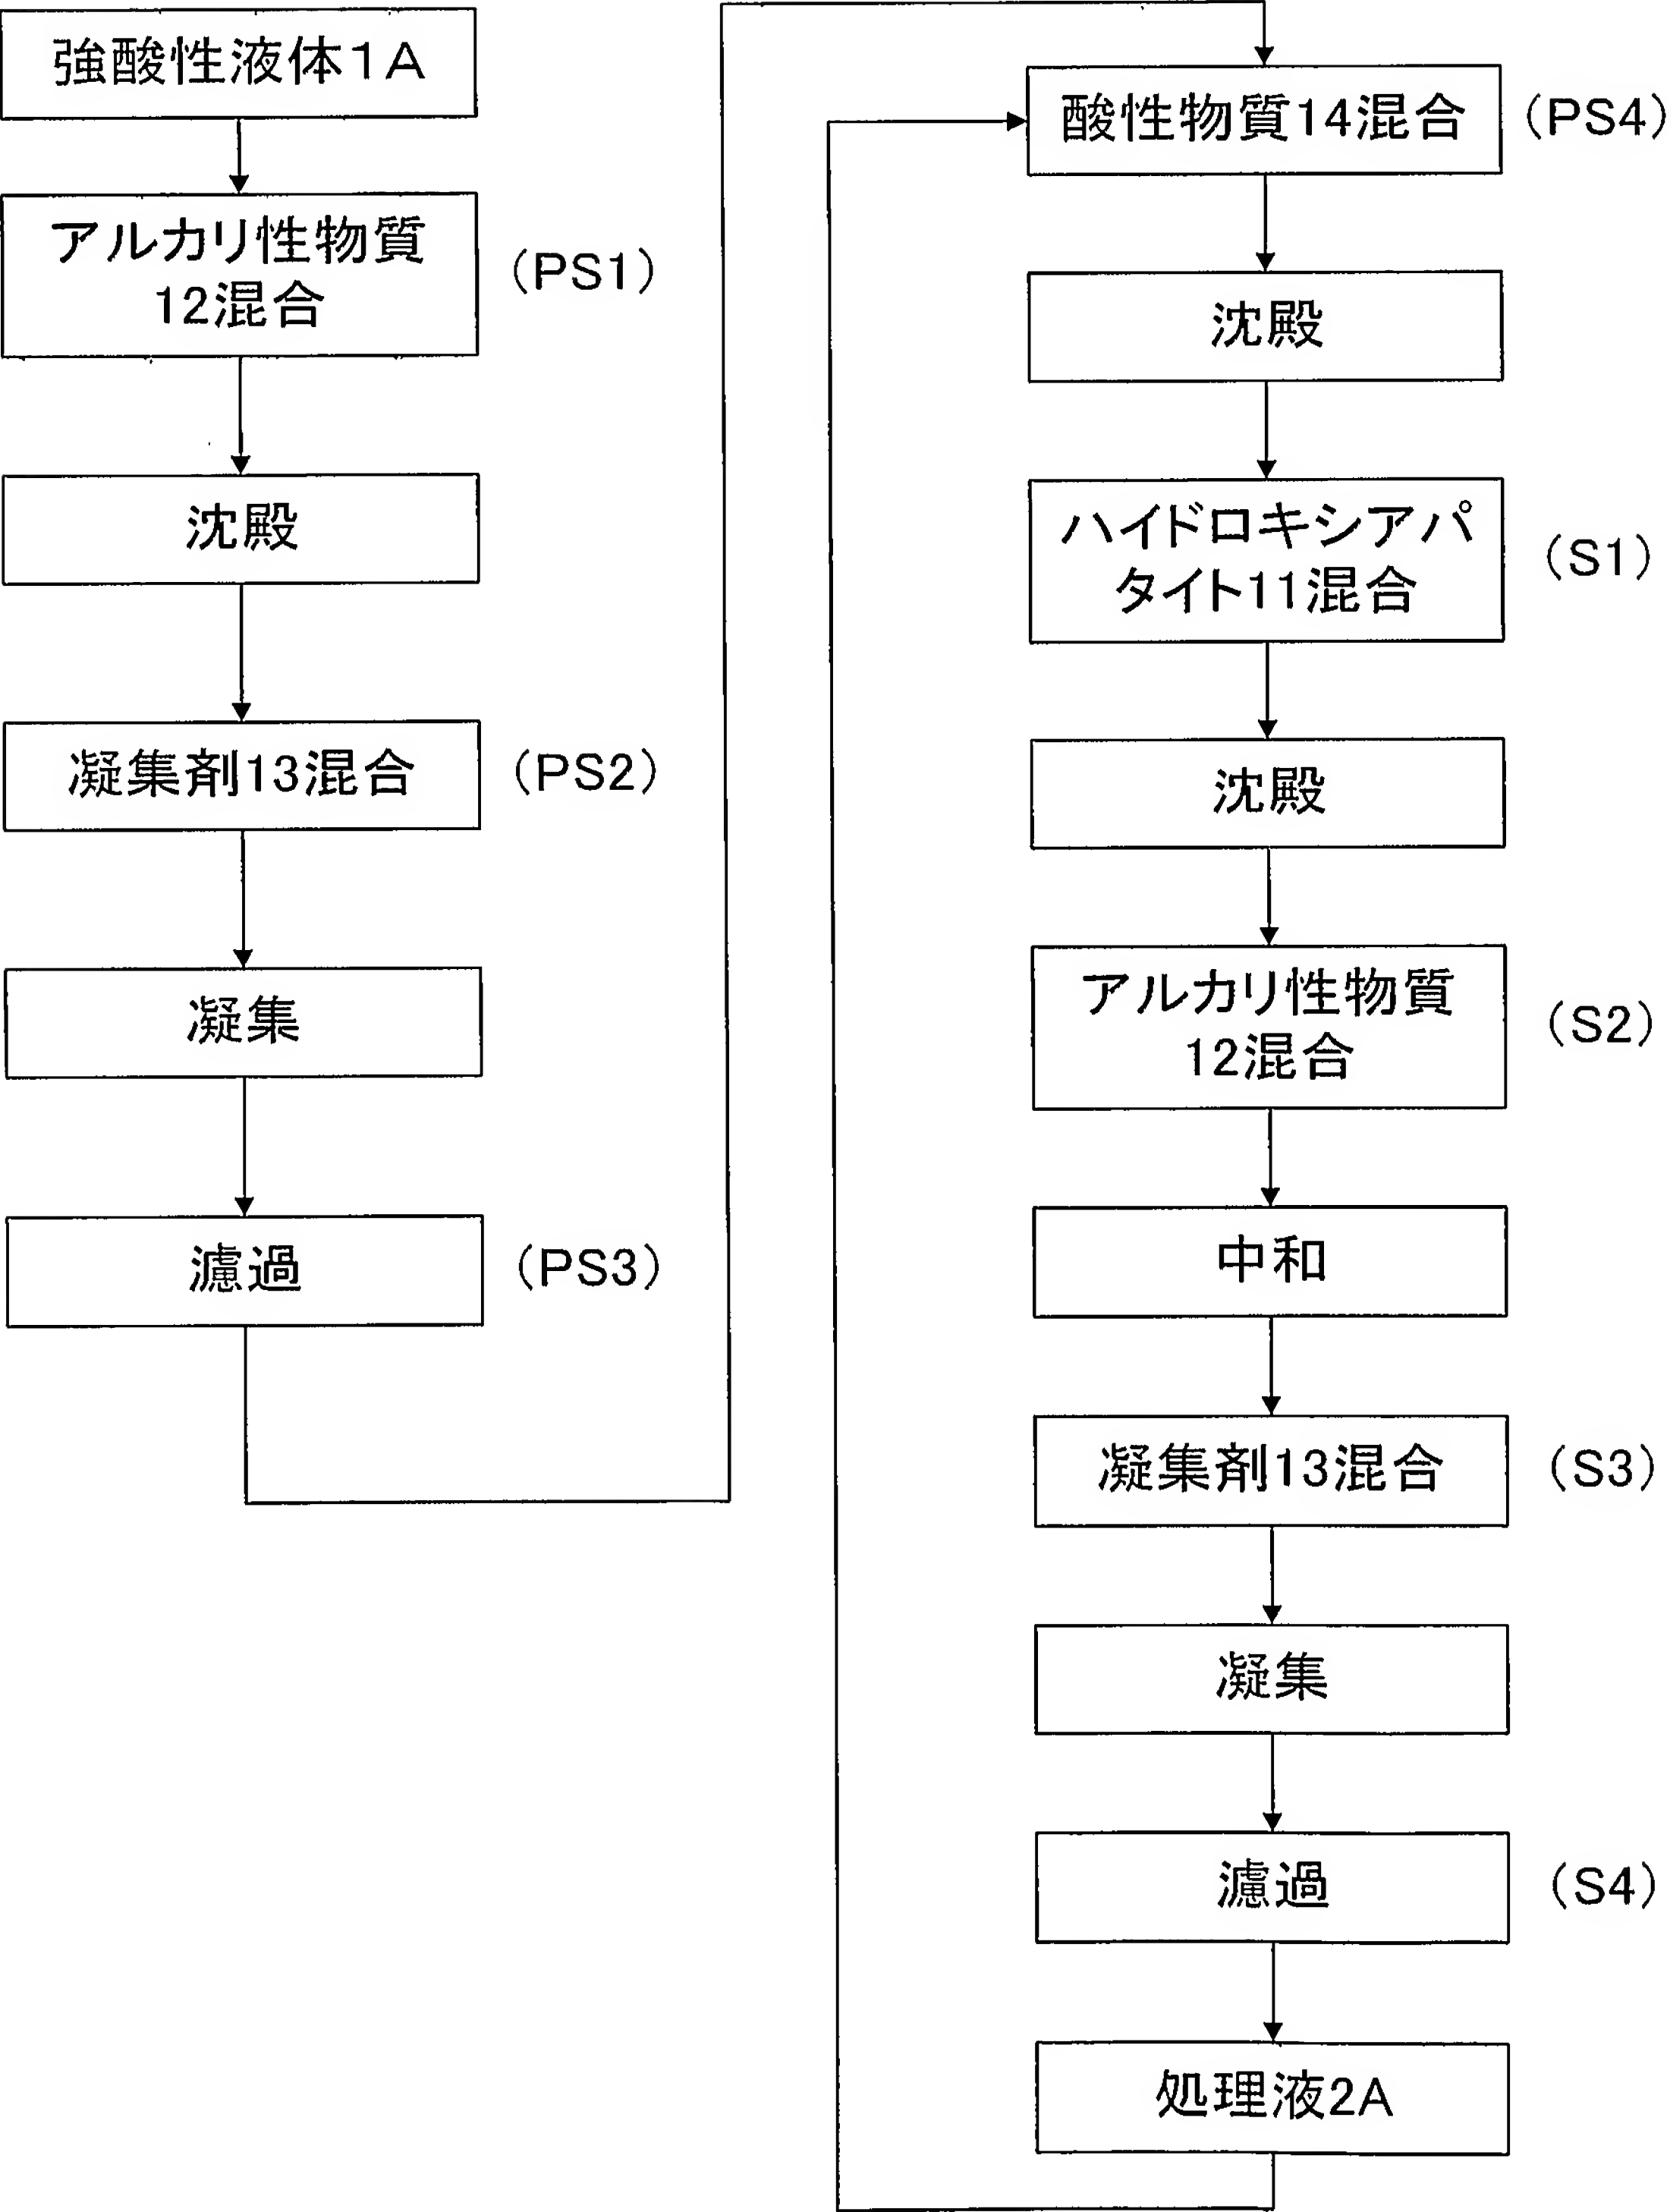 強酸性液体1A
アルカリ性物質
12混合
(PS1)
沈殿
凝集剤13混合
(PS2)
凝集
濾過
(PS3)
酸性物質14混合
(PS4)
沈殿
ハイドロキシアパ
タイト11混合
(S1)
沈殿
アルカリ性物質
12混合
(S2)
中和
凝集剤13混合
(S3)
凝集
濾過
(S4)
処理液2A